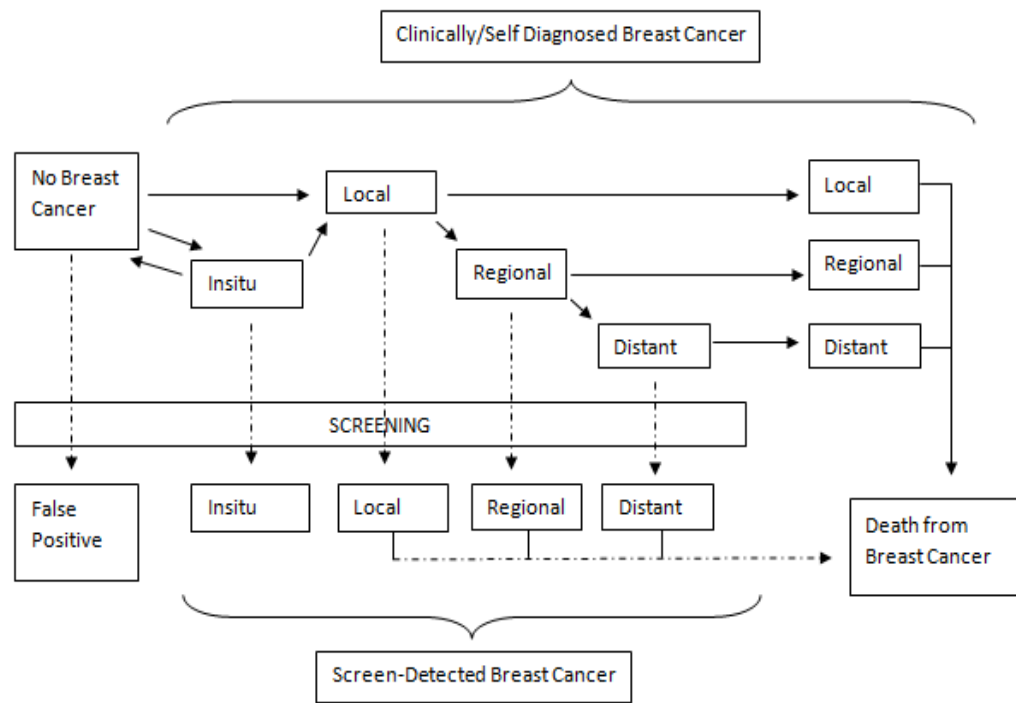 Clinically/Self Diagnosed Breast Cancer
No Breast
Cancer
Local
Local
Insitu
Regional
Regional
Distant
Distant
SCREENING
False
Positive
Insitu
Local
Regional
Distant
Death from
Breast Cancer
Screen-Detected Breast Cancer